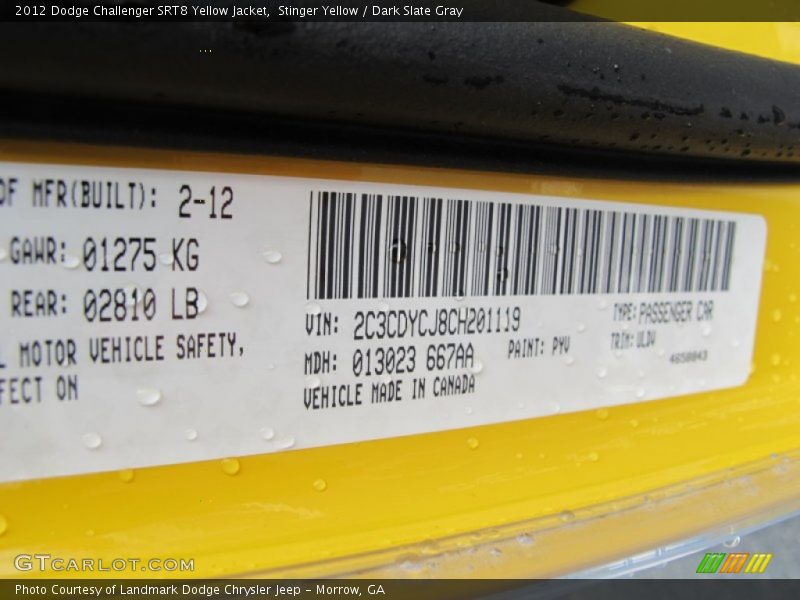 2012 Dodge Challenger SRT8 Yellow Jacket,  Stinger Yellow / Dark Slate Gray
OF MFR(BUILT): 2-12
GAWR: 01275 KG
REAR: 02810 LB
L MOTOR VEHICLE SAFETY,
FECT ON
VIN: 2C3CDYCJ8CH201119
MDH: 013023 667AA
PAINT: PYV
VEHICLE MADE IN CANADA
TYPE: PASSENGER CAR
TRIM: ULDV
4658043
GTCARLOT.COM
Photo Courtesy of Landmark Dodge Chrysler Jeep - Morrow, GA